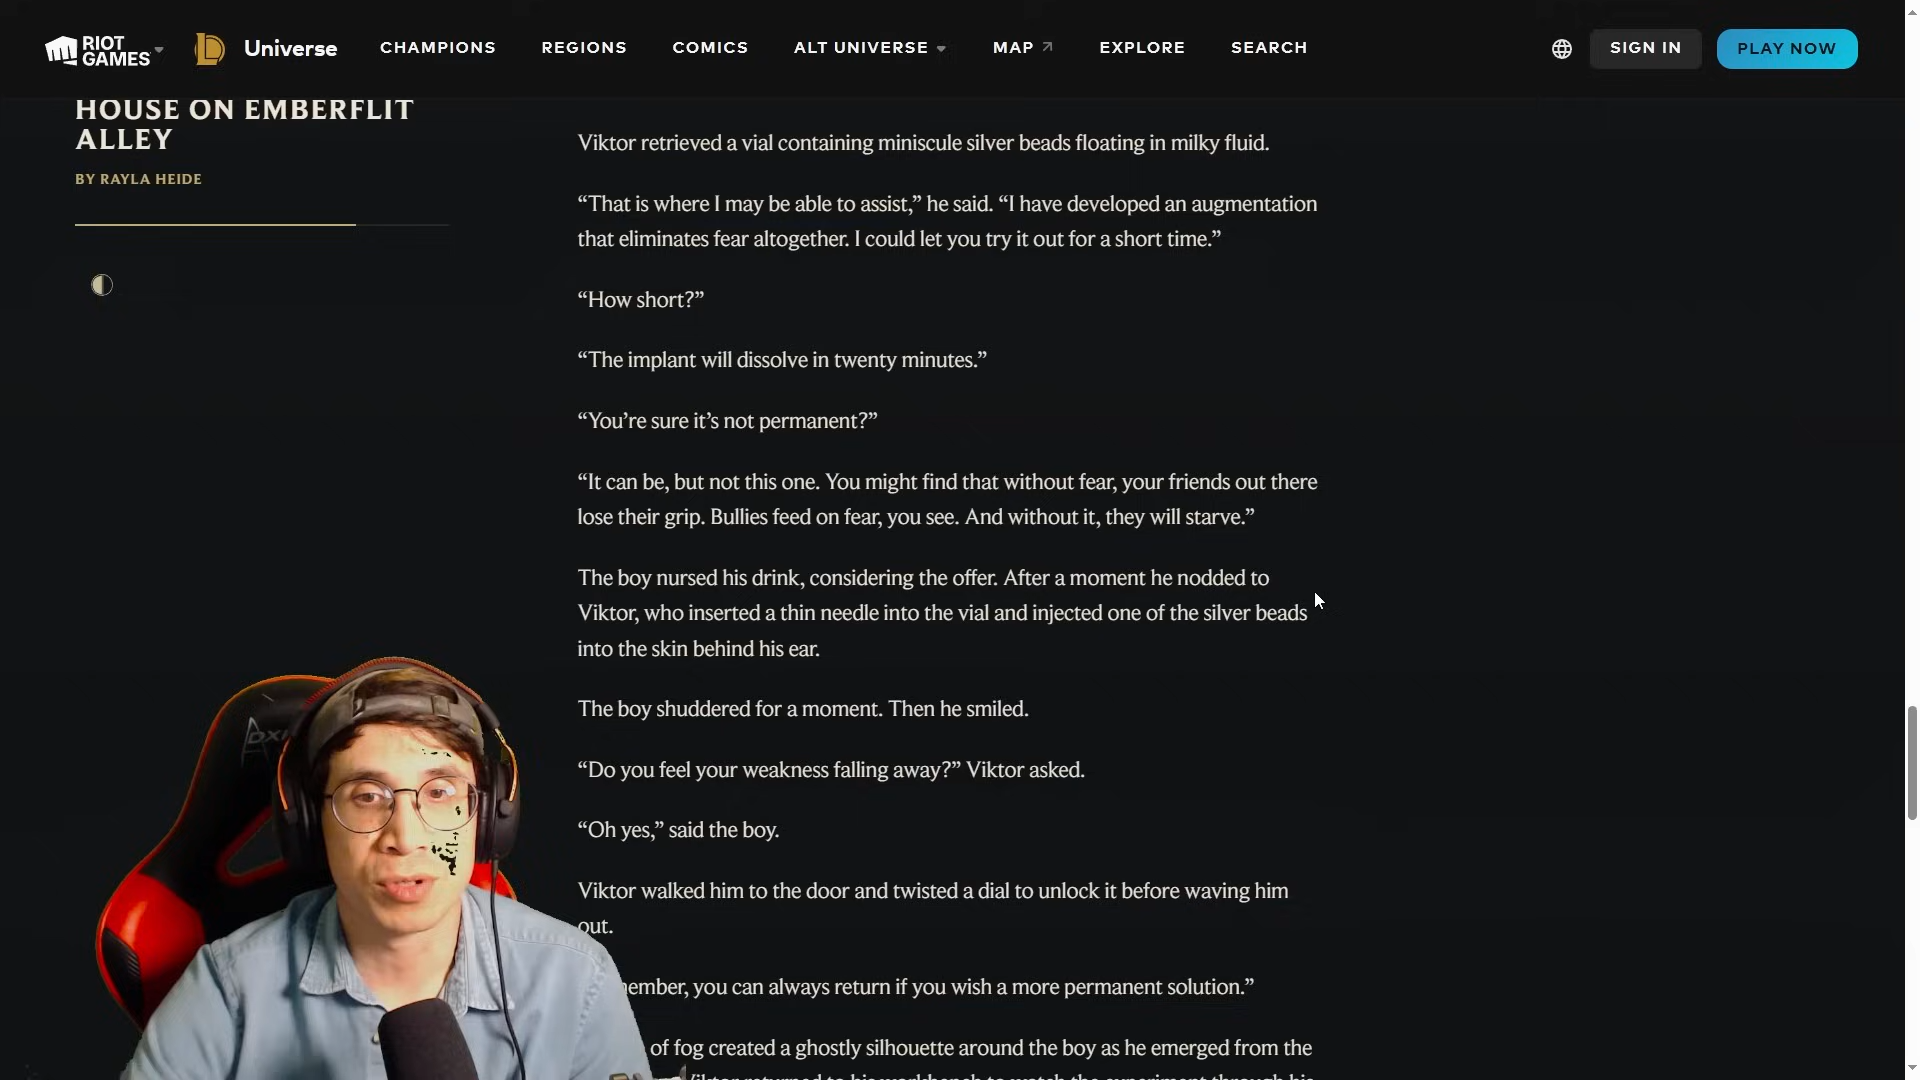 RIOT GAMES
Universe
CHAMPIONS
REGIONS
COMICS
ALT UNIVERSE
MAP
EXPLORE
SEARCH
SIGN IN
PLAY NOW
HOUSE ON EMBERFLIT
ALLEY
BY RAYLA HEIDE
Viktor retrieved a vial containing miniscule silver beads floating in milky fluid.
“That is where I may be able to assist,” he said. “I have developed an augmentation
that eliminates fear altogether. I could let you try it out for a short time.”
“How short?”
“The implant will dissolve in twenty minutes.”
“You’re sure it’s not permanent?”
“It can be, but not this one. You might find that without fear, your friends out there
lose their grip. Bullies feed on fear, you see. And without it, they will starve.”
The boy nursed his drink, considering the offer. After a moment he nodded to
Viktor, who inserted a thin needle into the vial and injected one of the silver beads
into the skin behind his ear.
The boy shuddered for a moment. Then he smiled.
“Do you feel your weakness falling away?” Viktor asked.
“Oh yes,” said the boy.
Viktor walked him to the door and twisted a dial to unlock it before waving him
out.
member, you can always return if you wish a more permanent solution.”
of fog created a ghostly silhouette around the boy as he emerged from the